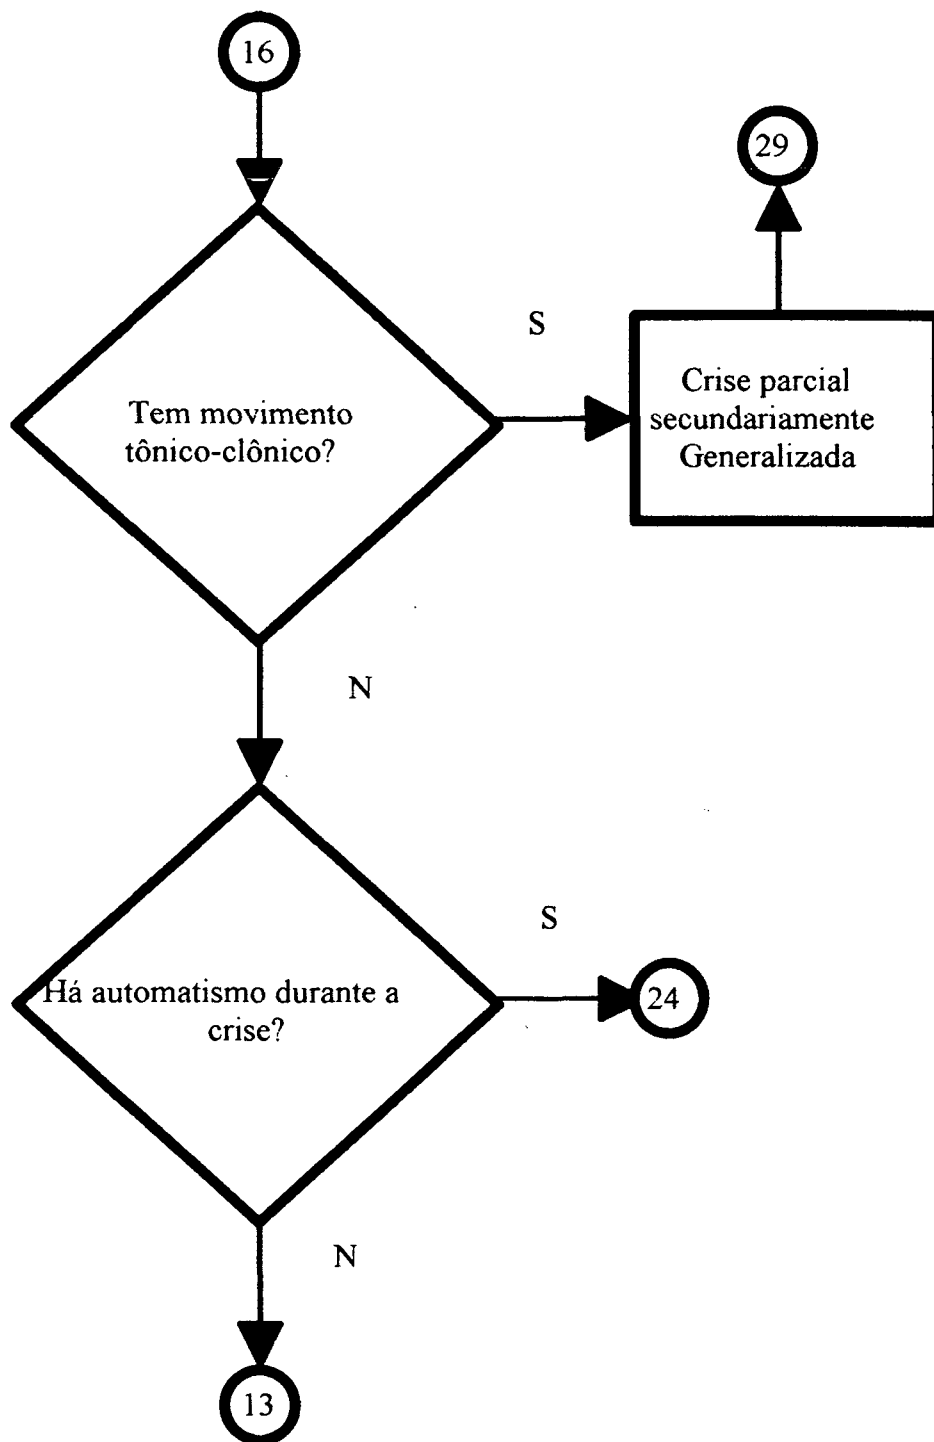 16
29
S
Crise parcial
secundariamente
Generalizada
Tem movimento
tônico-clônico?
N
S
Há automatismo durante a
crise?
24
N
13